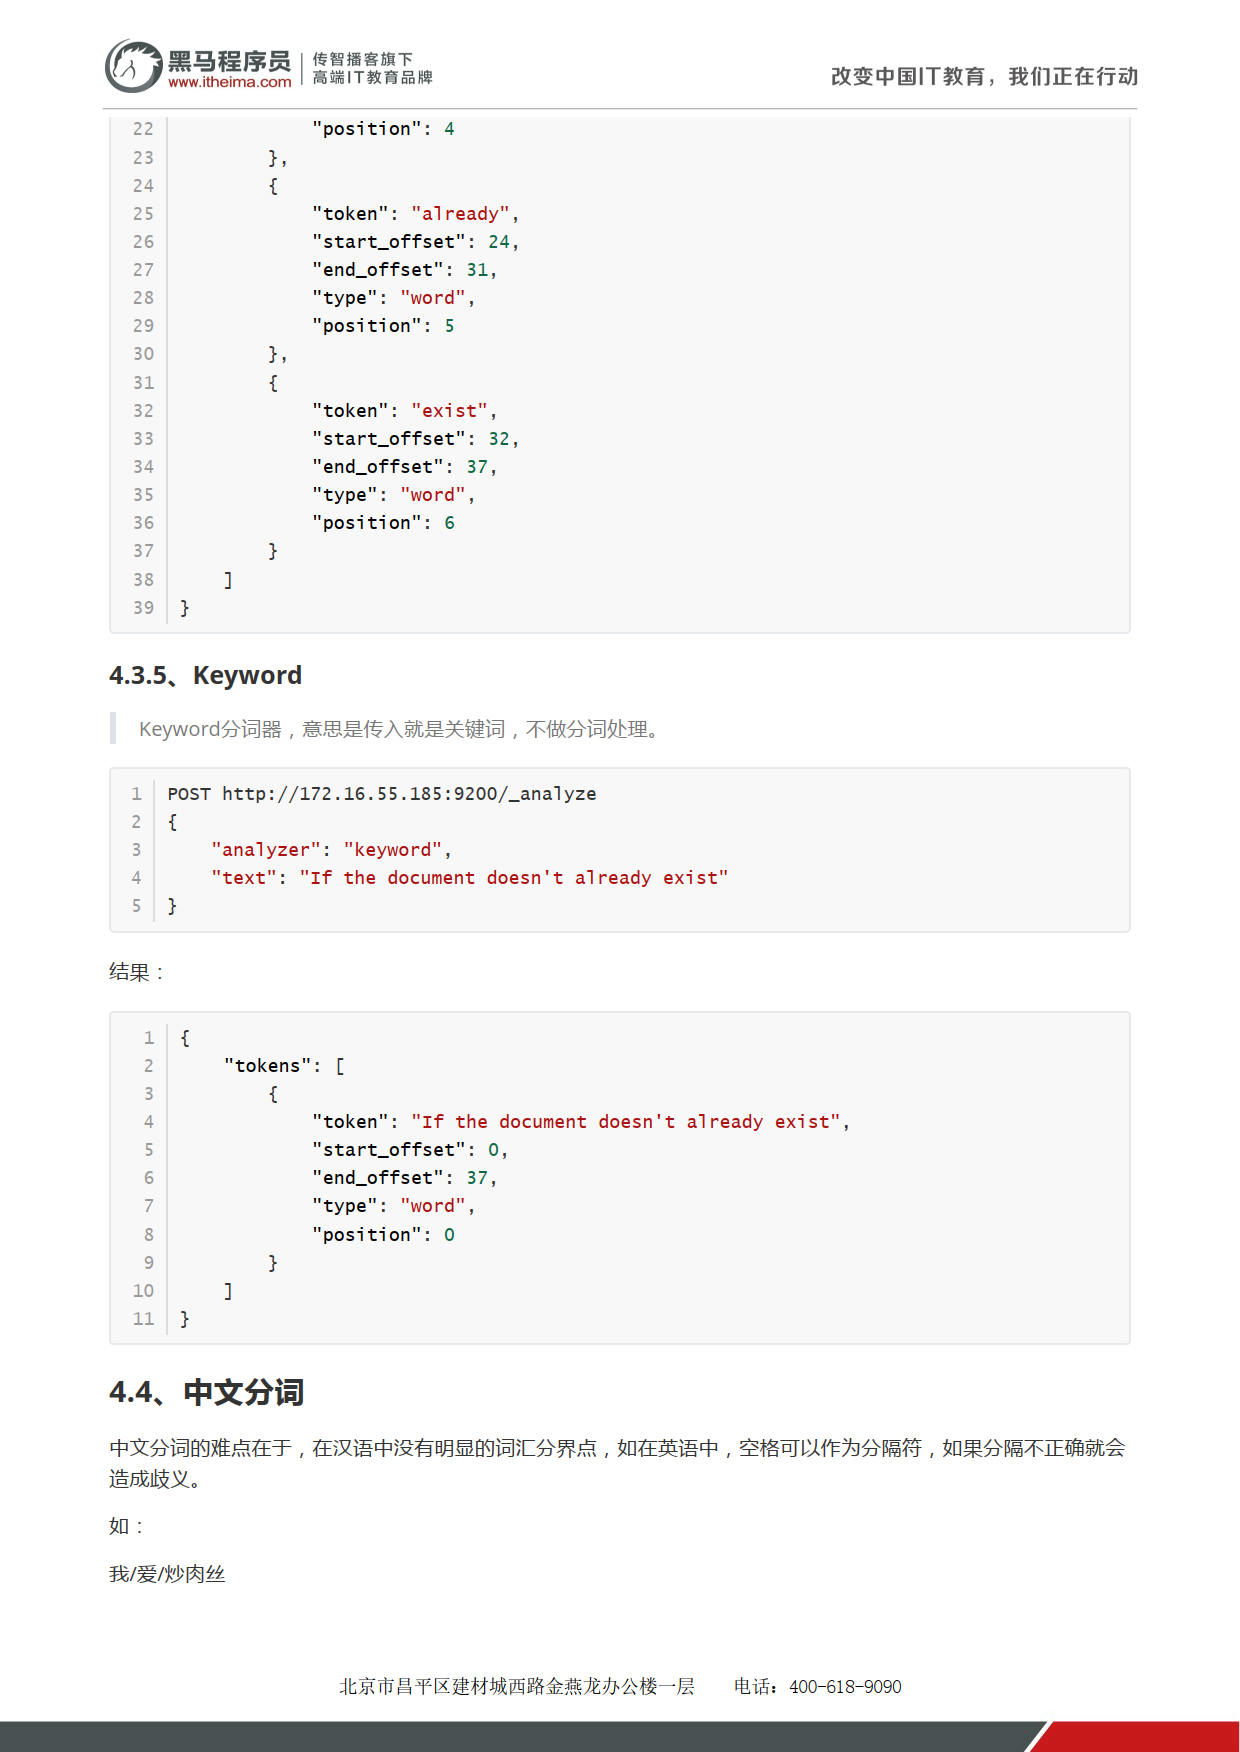 黑马程序员
www.itheima.com
传智播客旗下
高端IT教育品牌
改变中国IT教育，我们正在行动
22 "position": 4
23 },
24 {
25 "token": "already",
26 "start_offset": 24,
27 "end_offset": 31,
28 "type": "word",
29 "position": 5
30 },
31 {
32 "token": "exist",
33 "start_offset": 32,
34 "end_offset": 37,
35 "type": "word",
36 "position": 6
37 }
38 ]
39 }
4.3.5、Keyword
Keyword分词器，意思是传入就是关键词，不做分词处理。
1 POST http://172.16.55.185:9200/_analyze
2 {
3 "analyzer": "keyword",
4 "text": "If the document doesn't already exist"
5 }
结果：
1 {
2 "tokens": [
3 {
4 "token": "If the document doesn't already exist",
5 "start_offset": 0,
6 "end_offset": 37,
7 "type": "word",
8 "position": 0
9 }
10 ]
11 }
4.4、中文分词
中文分词的难点在于，在汉语中没有明显的词汇分界点，如在英语中，空格可以作为分隔符，如果分隔不正确就会
造成歧义。
如：
我/爱/炒肉丝
北京市昌平区建材城西路金燕龙办公楼一层 电话：400-618-9090